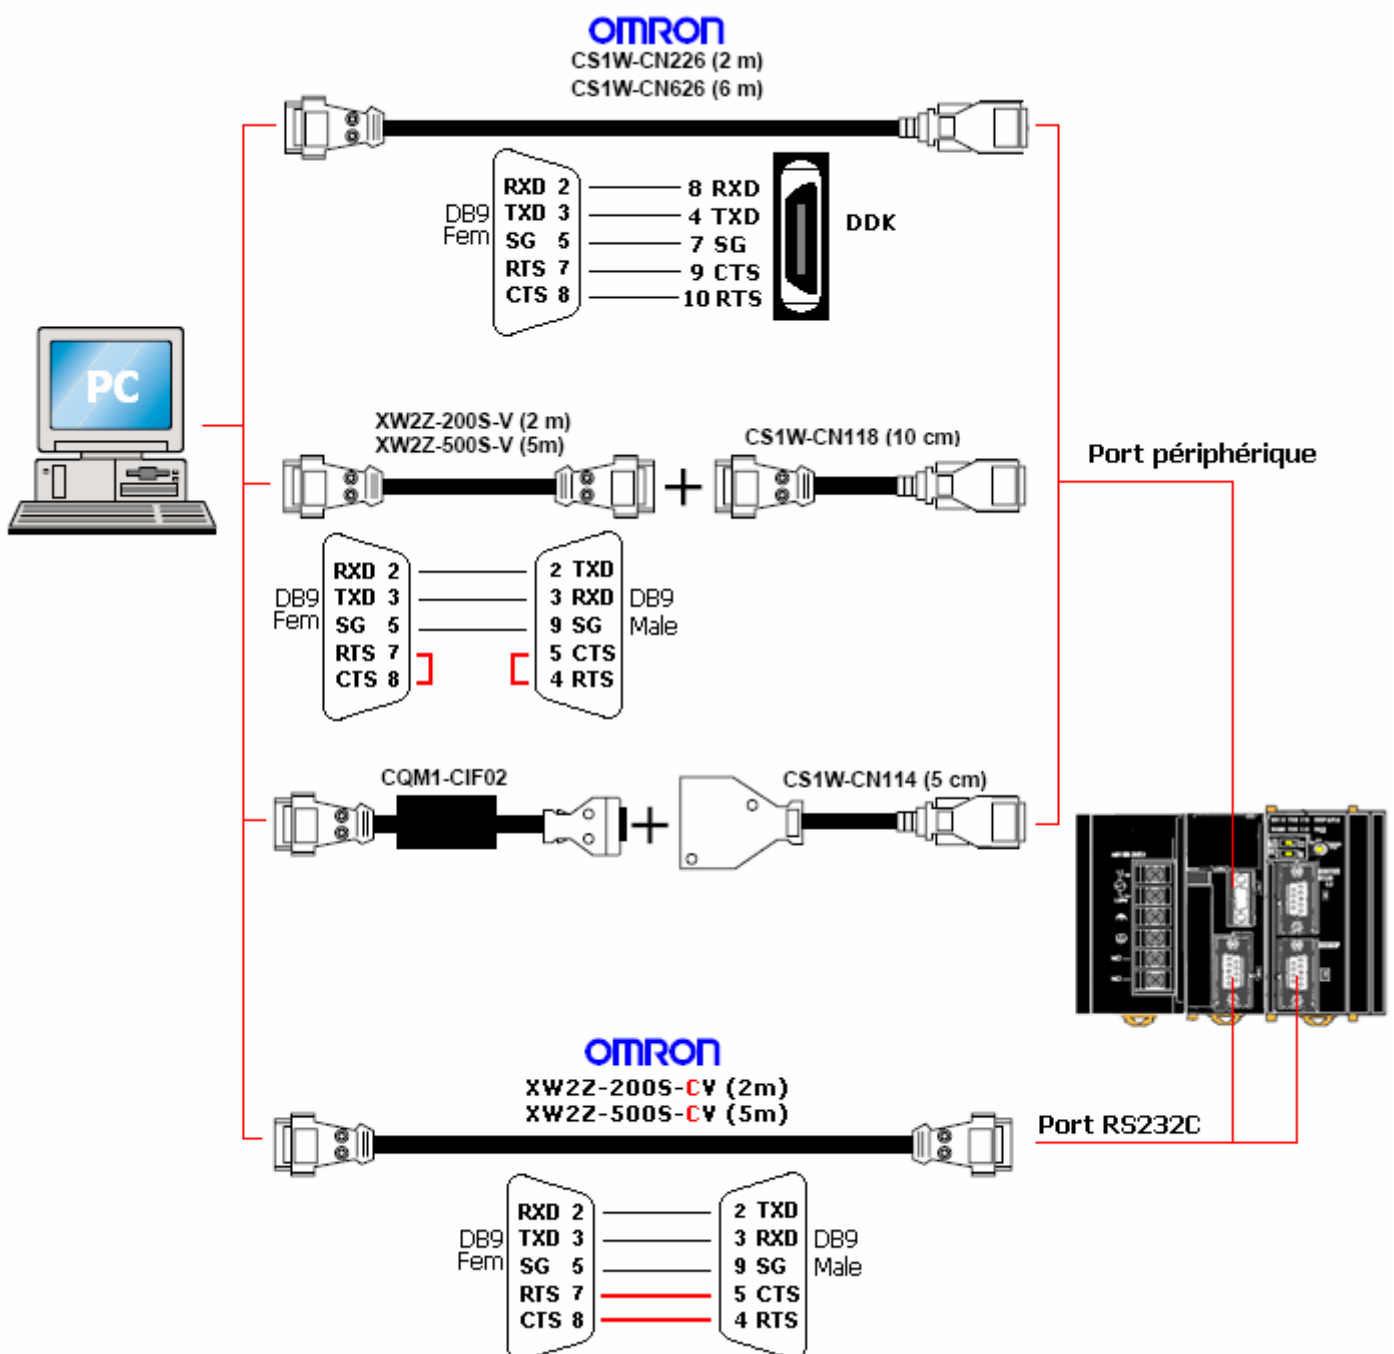 OMRON
CS1W-CN226 (2 m)
CS1W-CN626 (6 m)
DB9
Fem
RXD 2
TXD 3
SG 5
RTS 7
CTS 8
8 RXD
4 TXD
7 SG
9 CTS
10 RTS
DDK
PC
XW2Z-200S-V (2 m)
XW2Z-500S-V (5m)
+
CS1W-CN118 (10 cm)
Port périphérique
DB9
Fem
RXD 2
TXD 3
SG 5
RTS 7
CTS 8
2 TXD
3 RXD
9 SG
5 CTS
4 RTS
DB9
Male
CQM1-CIF02
+
CS1W-CN114 (5 cm)
OMRON
XW2Z-200S-CV (2m)
XW2Z-500S-CV (5m)
Port RS232C
DB9
Fem
RXD 2
TXD 3
SG 5
RTS 7
CTS 8
2 TXD
3 RXD
9 SG
5 CTS
4 RTS
DB9
Male